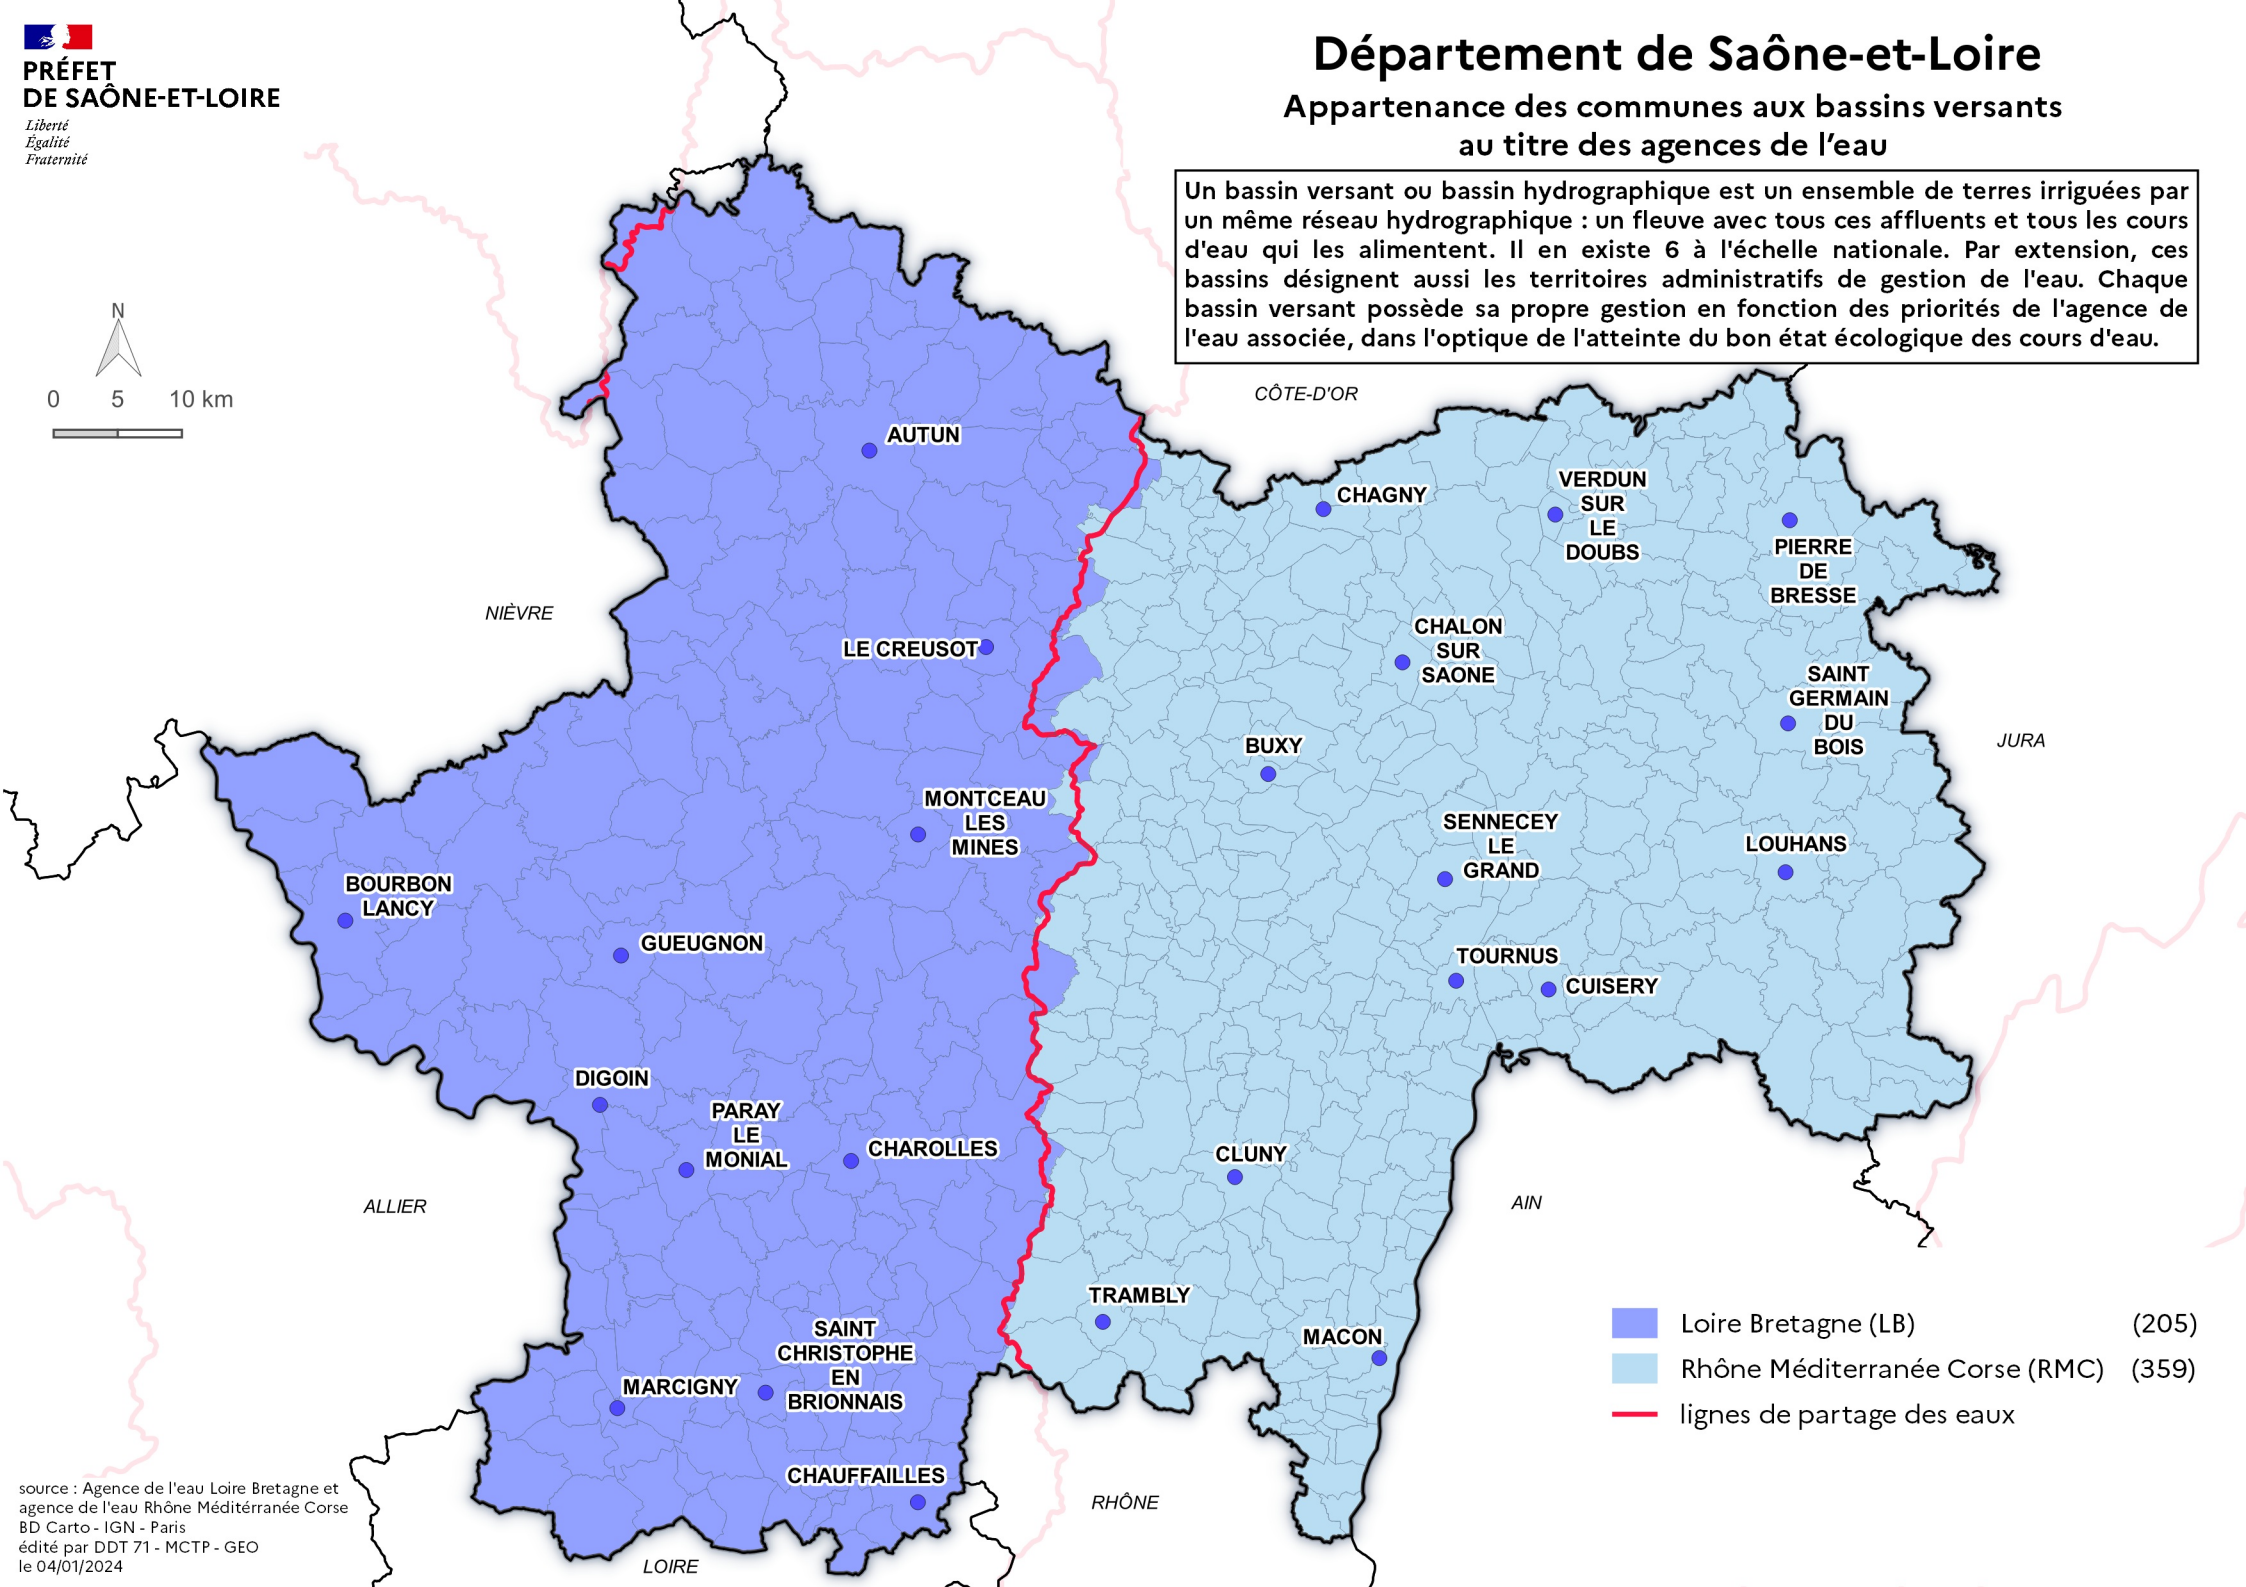 PRÉFET
DE SAÔNE-ET-LOIRE
Liberté
Égalité
Fraternité
Département de Saône-et-Loire
Appartenance des communes aux bassins versants
au titre des agences de l’eau
Un bassin versant ou bassin hydrographique est un ensemble de terres irriguées par
un même réseau hydrographique : un fleuve avec tous ces affluents et tous les cours
d'eau qui les alimentent. Il en existe 6 à l'échelle nationale. Par extension, ces
bassins désignent aussi les territoires administratifs de gestion de l'eau. Chaque
bassin versant possède sa propre gestion en fonction des priorités de l'agence de
l'eau associée, dans l'optique de l'atteinte du bon état écologique des cours d'eau.
N
0 5 10 km
CÔTE-D'OR
AUTUN
CHAGNY
VERDUN
SUR
LE
DOUBS
PIERRE
DE
BRESSE
NIÈVRE
LE CREUSOT
CHALON
SUR
SAONE
SAINT
GERMAIN
DU
BOIS
JURA
BUXY
MONTCEAU
LES
MINES
SENNECEY
LE
GRAND
LOUHANS
BOURBON
LANCY
GUEUGNON
TOURNUS
CUISERY
DIGOIN
PARAY
LE
MONIAL
CHAROLLES
CLUNY
ALLIER
AIN
TRAMBLY
MACON
SAINT
CHRISTOPHE
EN
BRIONNAIS
MARCIGNY
CHAUFFAILLES
RHÔNE
LOIRE
Loire Bretagne (LB) (205)
Rhône Méditerranée Corse (RMC) (359)
lignes de partage des eaux
source : Agence de l'eau Loire Bretagne et
agence de l'eau Rhône Méditérranée Corse
BD Carto - IGN - Paris
édité par DDT 71 - MCTP - GEO
le 04/01/2024